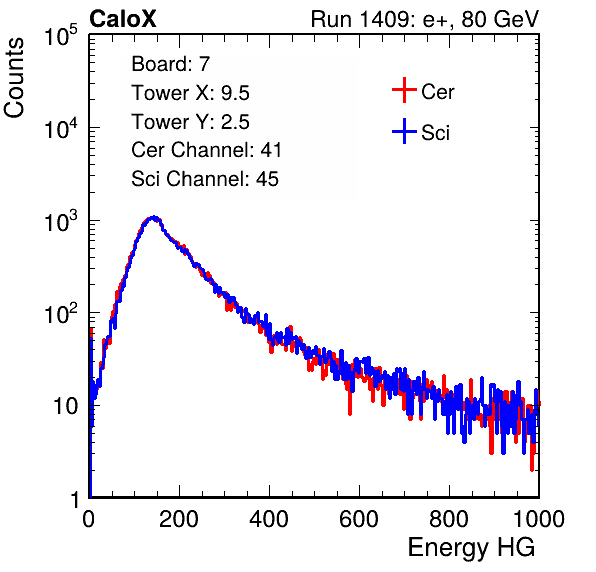 CaloX Run 1409: e+, 80 GeV
Counts
10^5
10^4
10^3
10^2
10
1
Board: 7
Tower X: 9.5
Tower Y: 2.5
Cer Channel: 41
Sci Channel: 45
Cer
Sci
0 200 400 600 800 1000
Energy HG